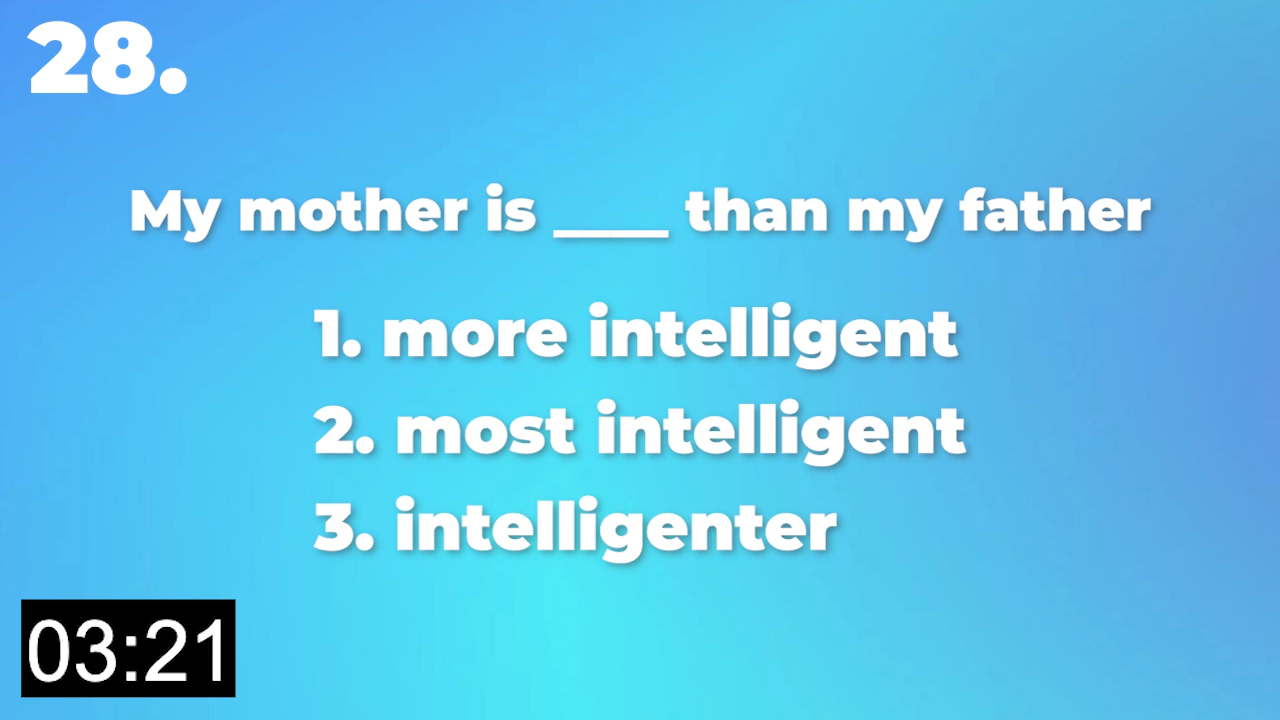 28.
My mother is ____ than my father
1. more intelligent
2. most intelligent
3. intelligenter
03:21